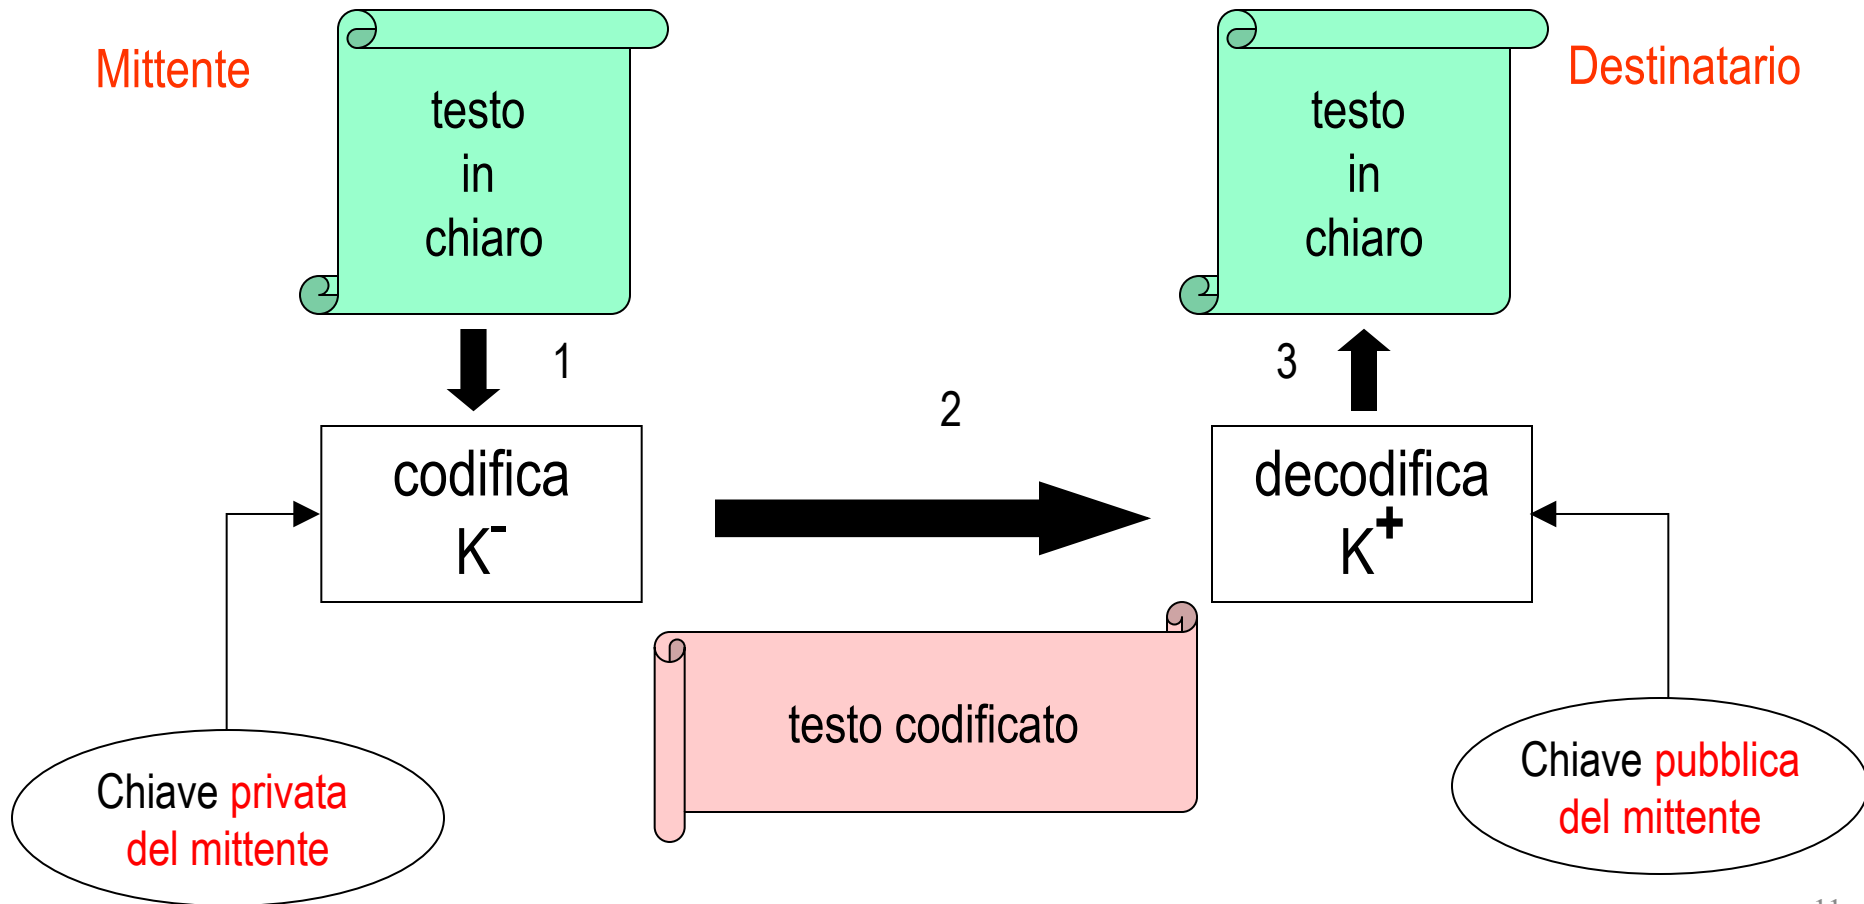 Mittente
testo
in
chiaro
Destinatario
testo
in
chiaro
1
3
2
codifica
K-
decodifica
K+
testo codificato
Chiave privata
del mittente
Chiave pubblica
del mittente
11